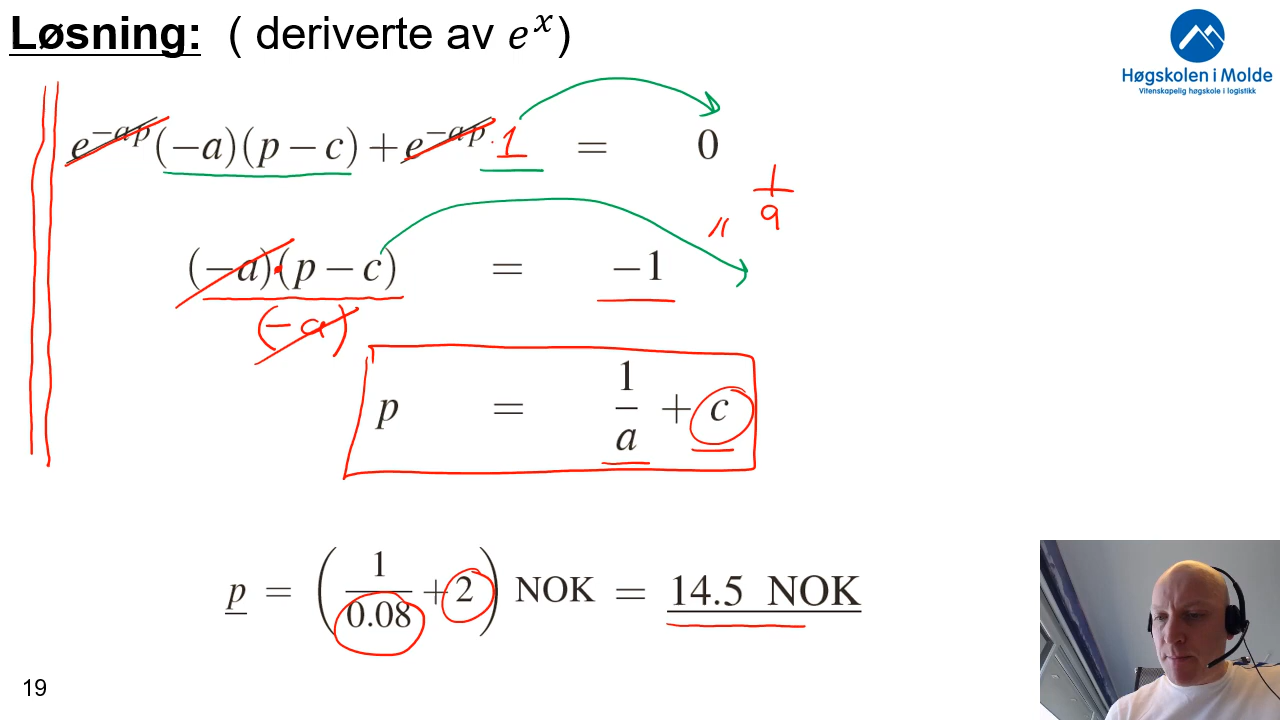 Løsning: ( deriverte av e^x)
Høgskolen i Molde
Vitenskapelig høgskole i logistikk
e^{−ap}(−a)(p − c) + e^{−ap} · 1 = 0
1/a
(−a)·(p − c) = −1
(−a)
p = 1/a + c
p = (1/0.08 + 2) NOK = 14.5 NOK
19